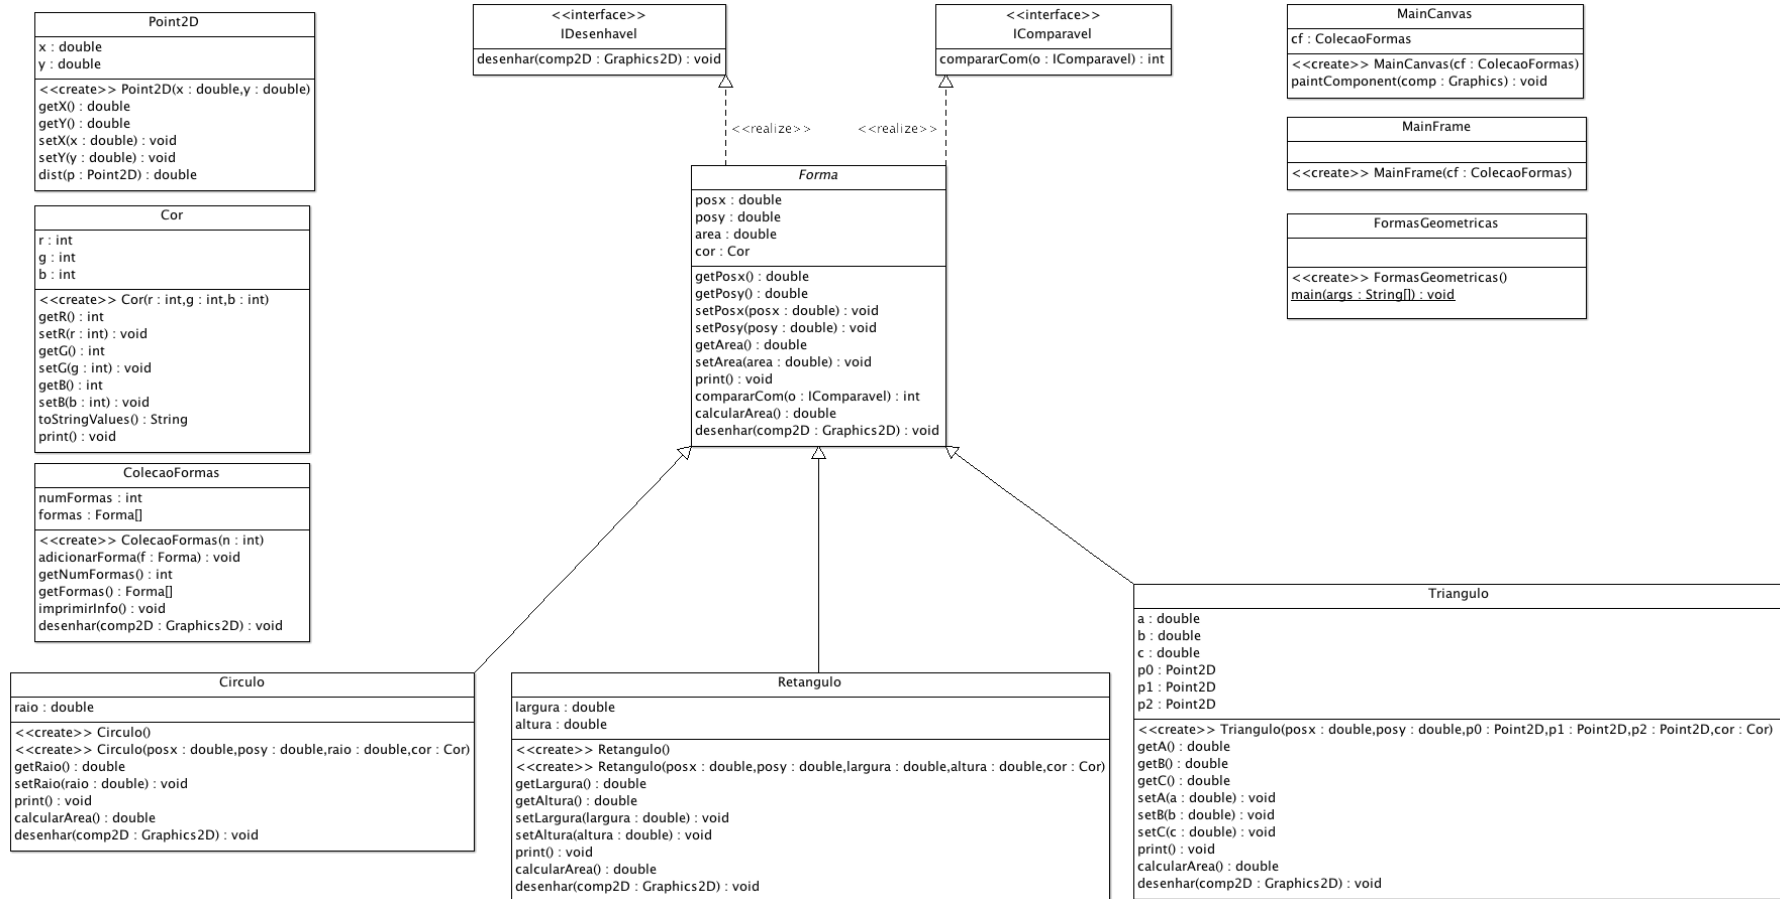 Point2D
x : double
y : double
<<create>> Point2D(x : double,y : double)
getX() : double
getY() : double
setX(x : double) : void
setY(y : double) : void
dist(p : Point2D) : double
Cor
r : int
g : int
b : int
<<create>> Cor(r : int,g : int,b : int)
getR() : int
setR(r : int) : void
getG() : int
setG(g : int) : void
getB() : int
setB(b : int) : void
toStringValues() : String
print() : void
ColecaoFormas
numFormas : int
formas : Forma[]
<<create>> ColecaoFormas(n : int)
adicionarForma(f : Forma) : void
getNumFormas() : int
getFormas() : Forma[]
imprimirInfo() : void
desenhar(comp2D : Graphics2D) : void
<<interface>>
IDesenhavel
desenhar(comp2D : Graphics2D) : void
<<interface>>
IComparavel
compararCom(o : IComparavel) : int
<<realize>>
<<realize>>
Forma
posx : double
posy : double
area : double
cor : Cor
getPosx() : double
getPosy() : double
setPosx(posx : double) : void
setPosy(posy : double) : void
getArea() : double
setArea(area : double) : void
print() : void
compararCom(o : IComparavel) : int
calcularArea() : double
desenhar(comp2D : Graphics2D) : void
MainCanvas
cf : ColecaoFormas
<<create>> MainCanvas(cf : ColecaoFormas)
paintComponent(comp : Graphics) : void
MainFrame
<<create>> MainFrame(cf : ColecaoFormas)
FormasGeometricas
<<create>> FormasGeometricas()
main(args : String[]) : void
Circulo
raio : double
<<create>> Circulo()
<<create>> Circulo(posx : double,posy : double,raio : double,cor : Cor)
getRaio() : double
setRaio(raio : double) : void
print() : void
calcularArea() : double
desenhar(comp2D : Graphics2D) : void
Retangulo
largura : double
altura : double
<<create>> Retangulo()
<<create>> Retangulo(posx : double,posy : double,largura : double,altura : double,cor : Cor)
getLargura() : double
getAltura() : double
setLargura(largura : double) : void
setAltura(altura : double) : void
print() : void
calcularArea() : double
desenhar(comp2D : Graphics2D) : void
Triangulo
a : double
b : double
c : double
p0 : Point2D
p1 : Point2D
p2 : Point2D
<<create>> Triangulo(posx : double,posy : double,p0 : Point2D,p1 : Point2D,p2 : Point2D,cor : Cor)
getA() : double
getB() : double
getC() : double
setA(a : double) : void
setB(b : double) : void
setC(c : double) : void
print() : void
calcularArea() : double
desenhar(comp2D : Graphics2D) : void